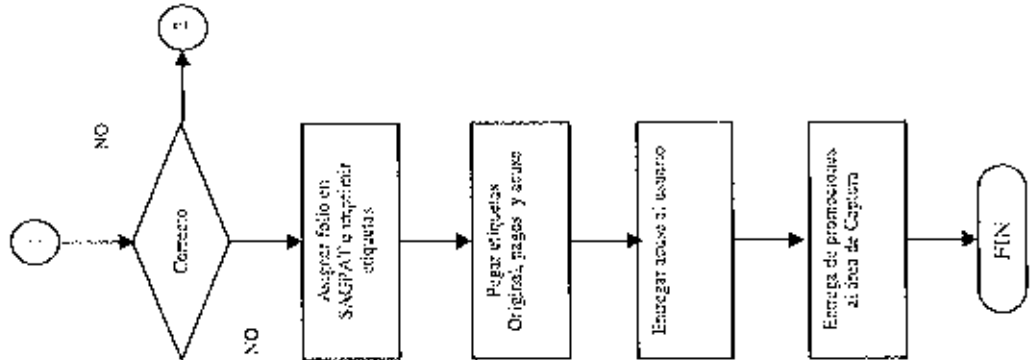 NO
Correcto
NO
Asignar folio en
SAGPAT e imprimir
etiquetas
Pegar etiquetas
Original, pagos y acuse
Entregar acuse al usuario
Entrega de promociones
al área de Captura
FIN